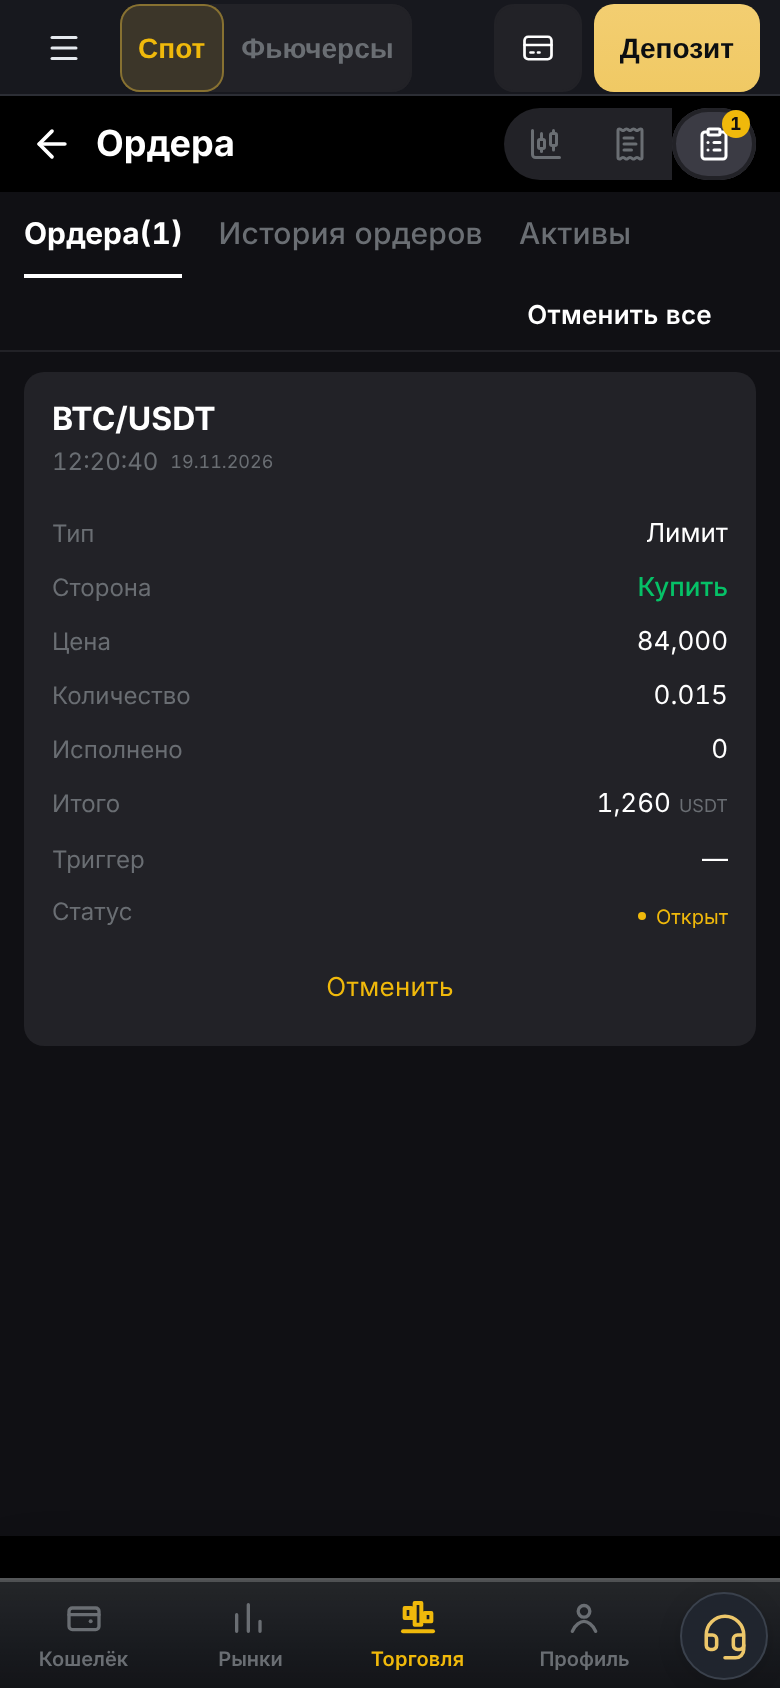 Спот Фьючерсы Депозит
Ордера 1
Ордера(1) История ордеров Активы
Отменить все
BTC/USDT
12:20:40 19.11.2026
Тип Лимит
Сторона Купить
Цена 84,000
Количество 0.015
Исполнено 0
Итого 1,260 USDT
Триггер —
Статус Открыт
Отменить
Кошелёк Рынки Торговля Профиль